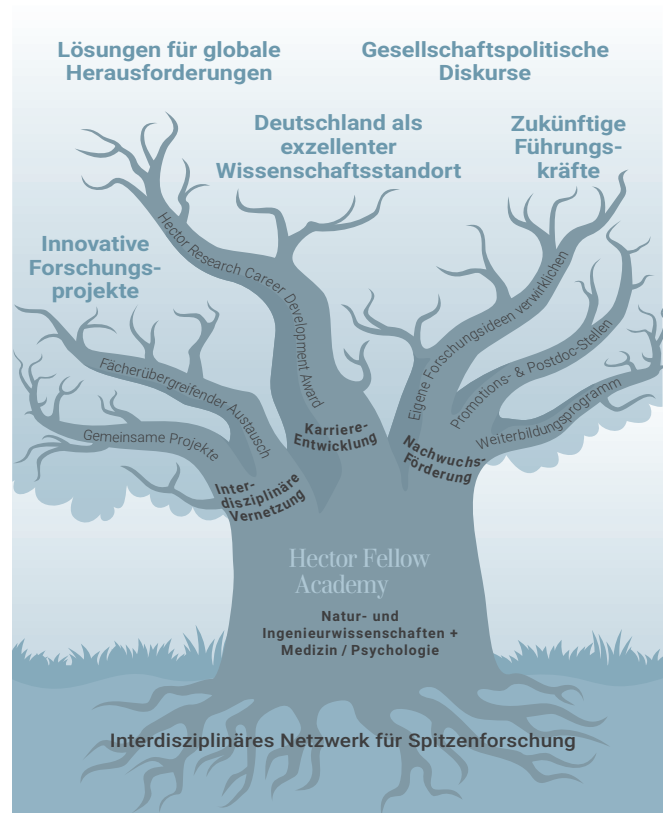 Lösungen für globale
Herausforderungen
Gesellschaftspolitische
Diskurse
Deutschland als
exzellenter
Wissenschaftsstandort
Zukünftige
Führungs-
kräfte
Innovative
Forschungs-
projekte
Hector Research Career Development Award
Eigene Forschungsideen verwirklichen
Promotions- & Postdoc-Stellen
Weiterbildungsprogramm
Fächerübergreifender Austausch
Gemeinsame Projekte
Karriere-
Entwicklung
Nachwuchs-
Förderung
Inter-
disziplinäre
Vernetzung
Hector Fellow
Academy
Natur- und
Ingenieurwissenschaften +
Medizin / Psychologie
Interdisziplinäres Netzwerk für Spitzenforschung